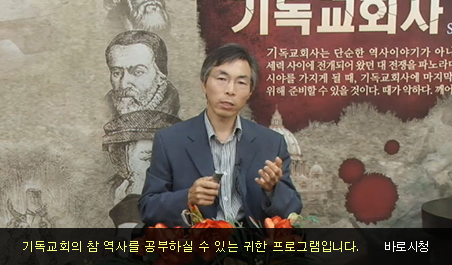 기독교회사 S
기독교회사는 단순한 역사이야기가 아니
세력 사이에 전개되어 왔던 대 전쟁을 파노라마
시야를 가지게 될 때, 기독교회사에 마지막
위해 준비할 수 있을 것이다. 때가 악하다. 깨어
기독교회의 참 역사를 공부하실 수 있는 귀한 프로그램입니다. 바로시청